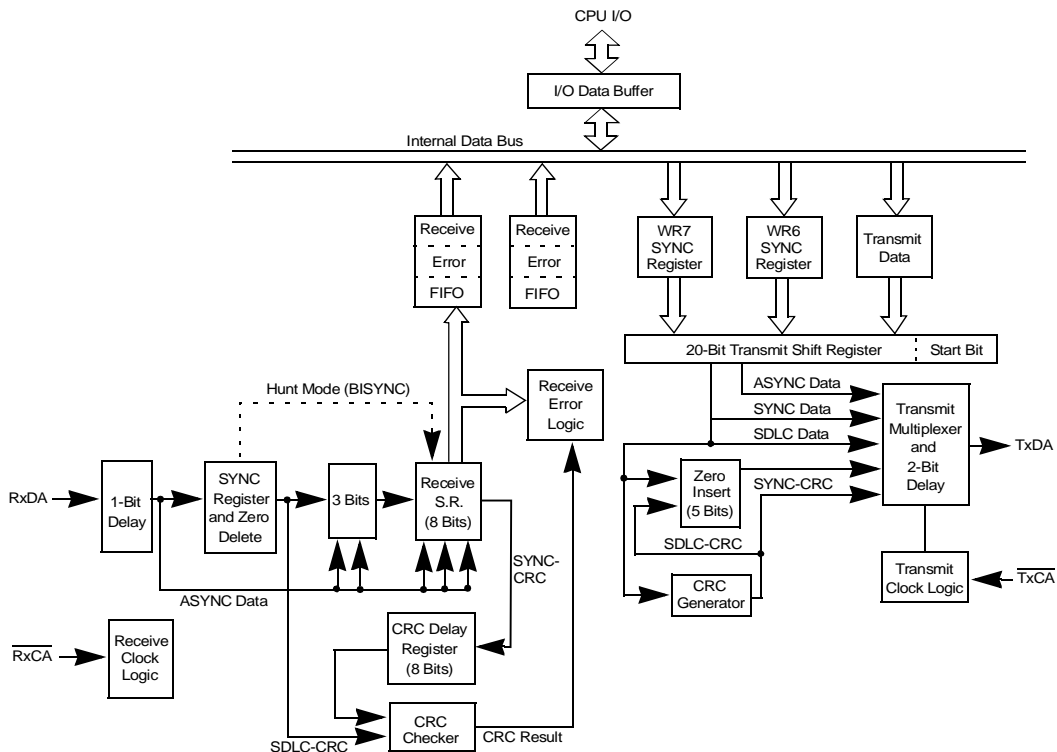 CPU I/O
I/O Data Buffer
Internal Data Bus
Receive
Error
FIFO
Receive
Error
FIFO
WR7
SYNC
Register
WR6
SYNC
Register
Transmit
Data
20-Bit Transmit Shift Register
Start Bit
Hunt Mode (BISYNC)
Receive
Error
Logic
ASYNC Data
SYNC Data
SDLC Data
Transmit
Multiplexer
and
2-Bit
Delay
TxDA
RxDA
1-Bit
Delay
SYNC
Register
and Zero
Delete
3 Bits
Receive
S.R.
(8 Bits)
Zero
Insert
(5 Bits)
SYNC-CRC
SDLC-CRC
SYNC-
CRC
ASYNC Data
CRC
Generator
Transmit
Clock Logic
TxCA
RxCA
Receive
Clock
Logic
CRC Delay
Register
(8 Bits)
CRC
Checker
SDLC-CRC
CRC Result